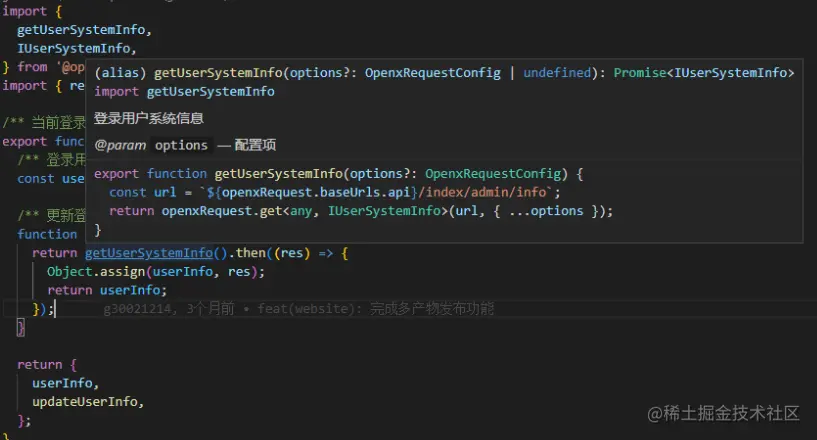 import {
getUserSystemInfo,
IUserSystemInfo,
} from '@op
import { re
(alias) getUserSystemInfo(options?: OpenxRequestConfig | undefined): Promise<IUserSystemInfo>
import getUserSystemInfo
登录用户系统信息
@param options — 配置项
export function getUserSystemInfo(options?: OpenxRequestConfig) {
const url = `${openxRequest.baseUrls.api}/index/admin/info`;
return openxRequest.get<any, IUserSystemInfo>(url, { ...options });
}
/** 当前登录
export func
/** 登录用
const use
/** 更新登
function
return getUserSystemInfo().then((res) => {
Object.assign(userInfo, res);
return userInfo;
}); g30021214, 3个月前 • feat(website): 完成多产物发布功能
}
return {
userInfo,
updateUserInfo,
};
}
@稀土掘金技术社区